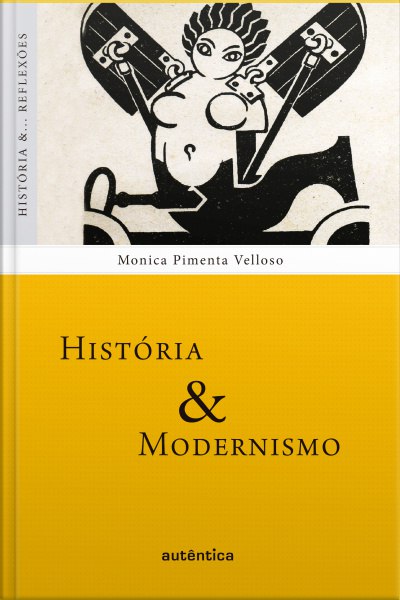 HISTÓRIA &... REFLEXÕES
Monica Pimenta Velloso
HISTÓRIA
&
MODERNISMO
autêntica